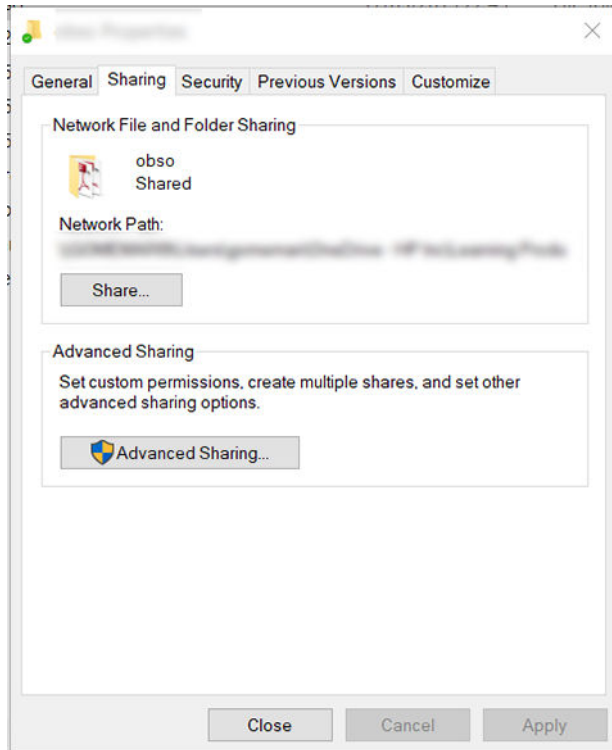 General Sharing Security Previous Versions Customize
Network File and Folder Sharing
obso
Shared
Network Path:
Share...
Advanced Sharing
Set custom permissions, create multiple shares, and set other
advanced sharing options.
Advanced Sharing...
Close Cancel Apply